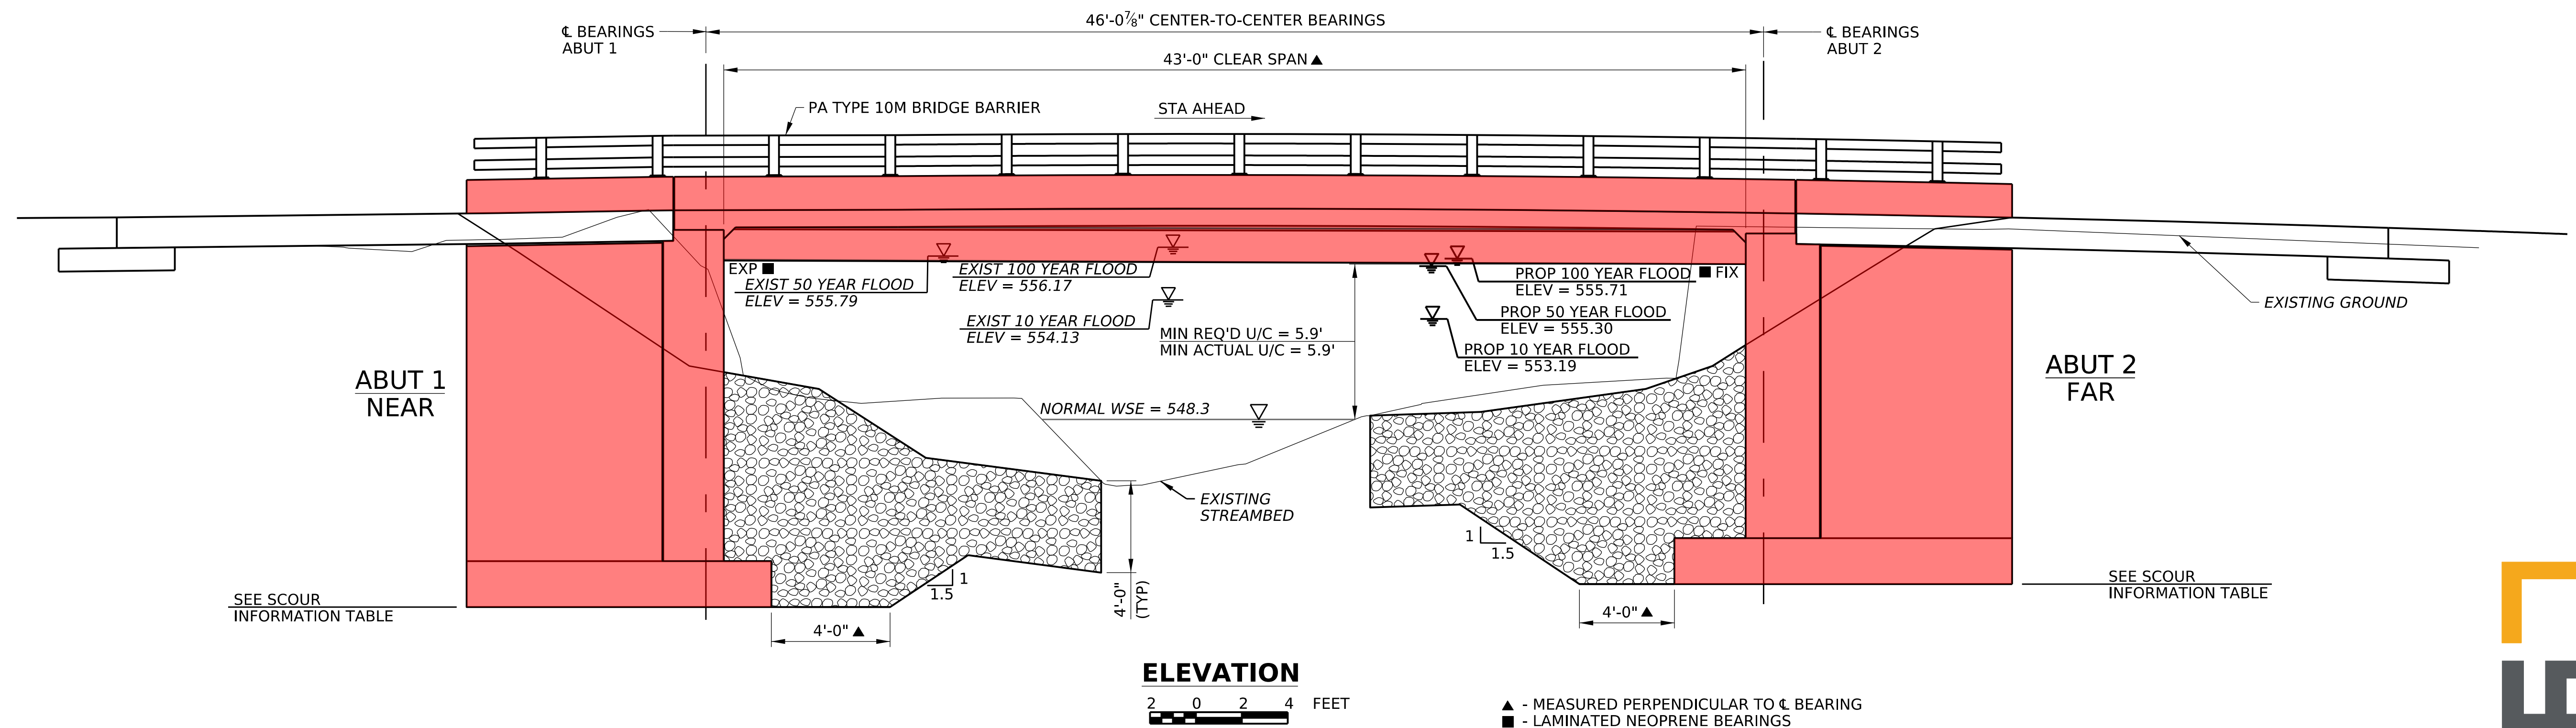 46'-0⅞" CENTER-TO-CENTER BEARINGS
℄ BEARINGS
ABUT 1
℄ BEARINGS
ABUT 2
43'-0" CLEAR SPAN ▲
PA TYPE 10M BRIDGE BARRIER
STA AHEAD
EXP ■
EXIST 50 YEAR FLOOD
ELEV = 555.79
EXIST 100 YEAR FLOOD
ELEV = 556.17
EXIST 10 YEAR FLOOD
ELEV = 554.13
MIN REQ'D U/C = 5.9'
MIN ACTUAL U/C = 5.9'
PROP 100 YEAR FLOOD
ELEV = 555.71
■ FIX
PROP 50 YEAR FLOOD
ELEV = 555.30
PROP 10 YEAR FLOOD
ELEV = 553.19
EXISTING GROUND
ABUT 1
NEAR
ABUT 2
FAR
NORMAL WSE = 548.3
EXISTING
STREAMBED
1
1.5
1
1.5
4'-0"
(TYP)
SEE SCOUR
INFORMATION TABLE
SEE SCOUR
INFORMATION TABLE
4'-0" ▲
4'-0" ▲
ELEVATION
2 0 2 4 FEET
▲ - MEASURED PERPENDICULAR TO ℄ BEARING
■ - LAMINATED NEOPRENE BEARINGS